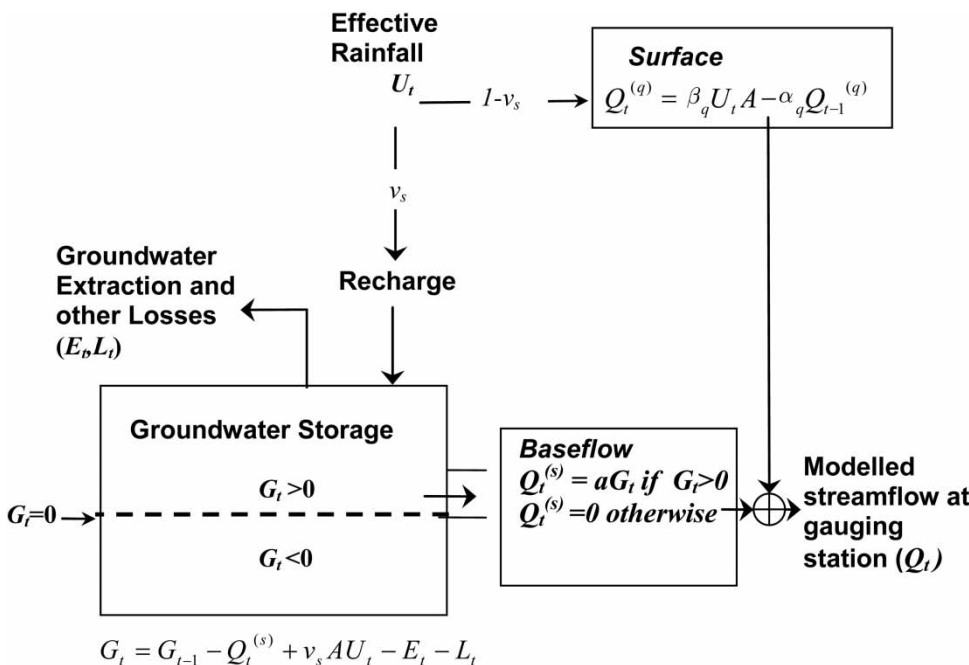 Effective
Rainfall
U_t
1-v_s
Surface
Q_t^(q) = β_q U_t A − α_q Q_{t−1}^(q)
v_s
Groundwater
Extraction and
other Losses
(E_t, L_t)
Recharge
Groundwater Storage
G_t>0
G_t=0
G_t<0
Baseflow
Q_t^(s) = aG_t if G_t>0
Q_t^(s) =0 otherwise
Modelled
streamflow at
gauging
station (Q_t)
G_t = G_{t−1} − Q_t^(s) + v_s AU_t − E_t − L_t